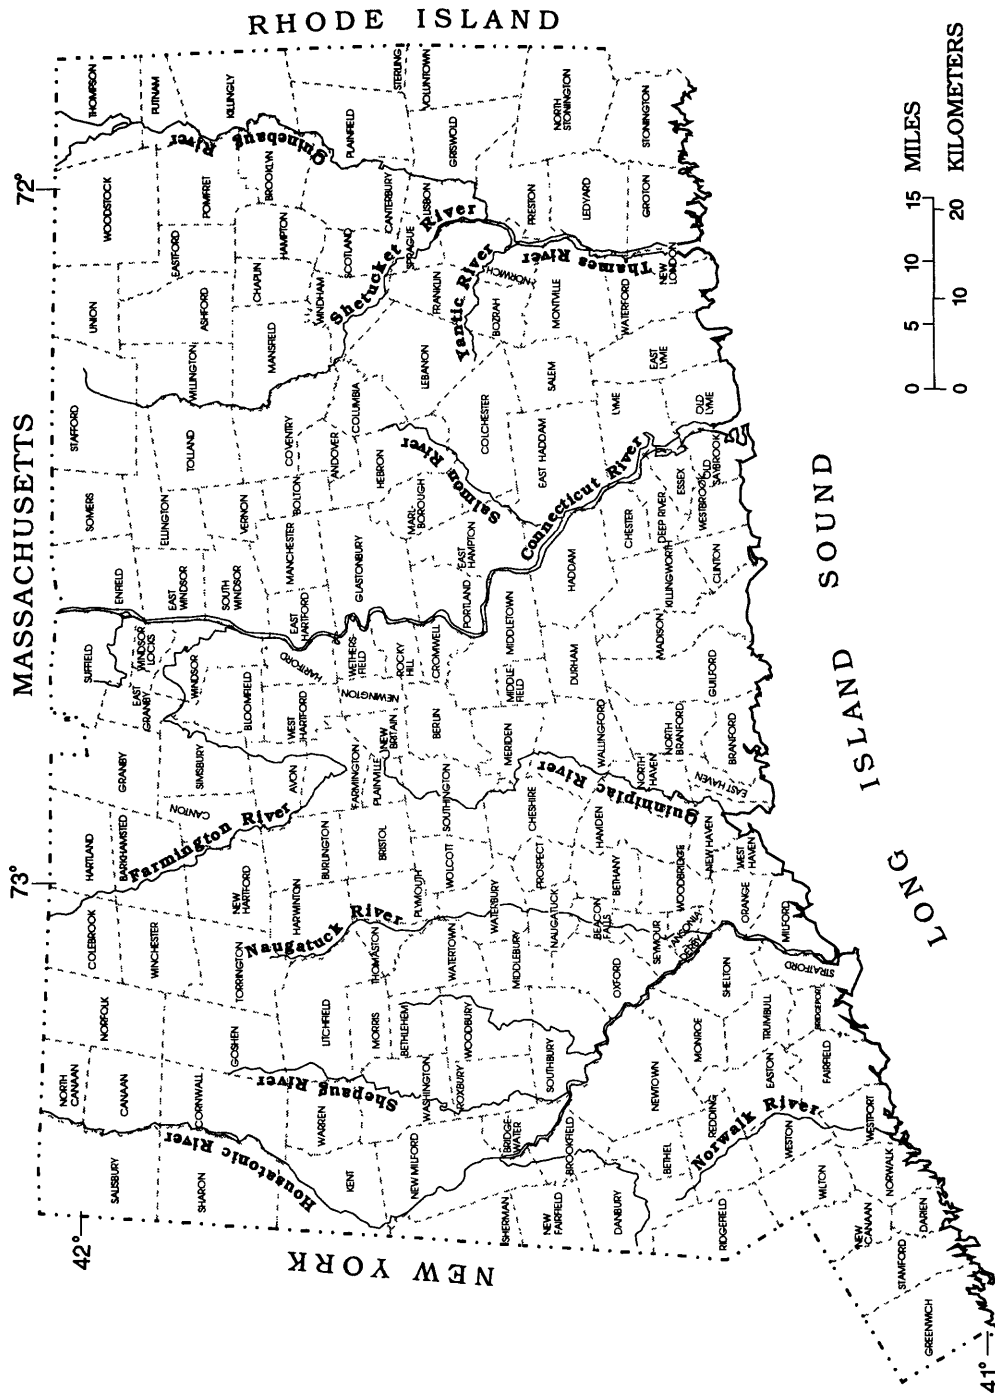 MASSACHUSETTS
RHODE ISLAND
NEW YORK
LONG ISLAND SOUND
72°
73°
42°
41°
0 5 10 15 MILES
0 10 20 KILOMETERS
THOMPSON
PUTNAM
KILLINGLY
STERLING
VOLUNTOWN
NORTH
STONINGTON
STONINGTON
PLAINFIELD
GRISWOLD
Quinebaug River
WOODSTOCK
POMFRET
BROOKLYN
CANTERBURY
LISBON
PRESTON
LEDYARD
GROTON
EASTFORD
HAMPTON
SCOTLAND
SPRAGUE
Shetucket River
UNION
ASHFORD
CHAPLIN
WINDHAM
FRANKLIN
NORWICH
Yantic River
Thames River
BOZRAH
MONTVILLE
WATERFORD
NEW
LONDON
WILLINGTON
MANSFIELD
LEBANON
SALEM
EAST
LYME
STAFFORD
TOLLAND
COVENTRY
ANDOVER
COLUMBIA
HEBRON
COLCHESTER
EAST HADDAM
LYME
OLD
LYME
SOMERS
ELLINGTON
VERNON
BOLTON
MANCHESTER
MARL-
BOROUGH
Salmon River
Connecticut River
CHESTER
DEEP RIVER
ESSEX
WESTBROOK
OLD
SAYBROOK
ENFIELD
EAST
WINDSOR
SOUTH
WINDSOR
EAST
HARTFORD
GLASTONBURY
EAST
HAMPTON
PORTLAND
HADDAM
KILLINGWORTH
CLINTON
SUFFIELD
WINDSOR
LOCKS
WINDSOR
HARTFORD
WETHERS-
FIELD
ROCKY
HILL
CROMWELL
MIDDLETOWN
DURHAM
MADISON
GUILFORD
EAST
GRANBY
BLOOMFIELD
WEST
HARTFORD
NEWINGTON
NEW
BRITAIN
BERLIN
MIDDLE-
FIELD
MERIDEN
WALLINGFORD
NORTH
BRANFORD
BRANFORD
GRANBY
SIMSBURY
AVON
FARMINGTON
PLAINVILLE
SOUTHINGTON
CHESHIRE
Quinnipiac River
NORTH
HAVEN
EAST HAVEN
HARTLAND
BARKHAMSTED
CANTON
Farmington River
BURLINGTON
BRISTOL
WOLCOTT
PROSPECT
HAMDEN
BETHANY
WOODBRIDGE
NEW HAVEN
WEST
HAVEN
ORANGE
MILFORD
COLEBROOK
WINCHESTER
NEW
HARTFORD
HARWINTON
Naugatuck River
PLYMOUTH
THOMASTON
WATERTOWN
WATERBURY
MIDDLEBURY
NAUGATUCK
BEACON
FALLS
OXFORD
SEYMOUR
ANSONIA
DERBY
SHELTON
STRATFORD
NORFOLK
TORRINGTON
GOSHEN
LITCHFIELD
MORRIS
BETHLEHEM
WOODBURY
SOUTHBURY
MONROE
TRUMBULL
BRIDGEPORT
NORTH
CANAAN
CANAAN
CORNWALL
Shepaug River
WARREN
WASHINGTON
ROXBURY
NEWTOWN
EASTON
FAIRFIELD
SALISBURY
SHARON
Housatonic River
KENT
NEW MILFORD
BRIDGE-
WATER
BROOKFIELD
BETHEL
REDDING
Norwalk River
WESTON
WESTPORT
SHERMAN
NEW
FAIRFIELD
DANBURY
RIDGEFIELD
WILTON
NORWALK
NEW
CANAAN
DARIEN
STAMFORD
GREENWICH